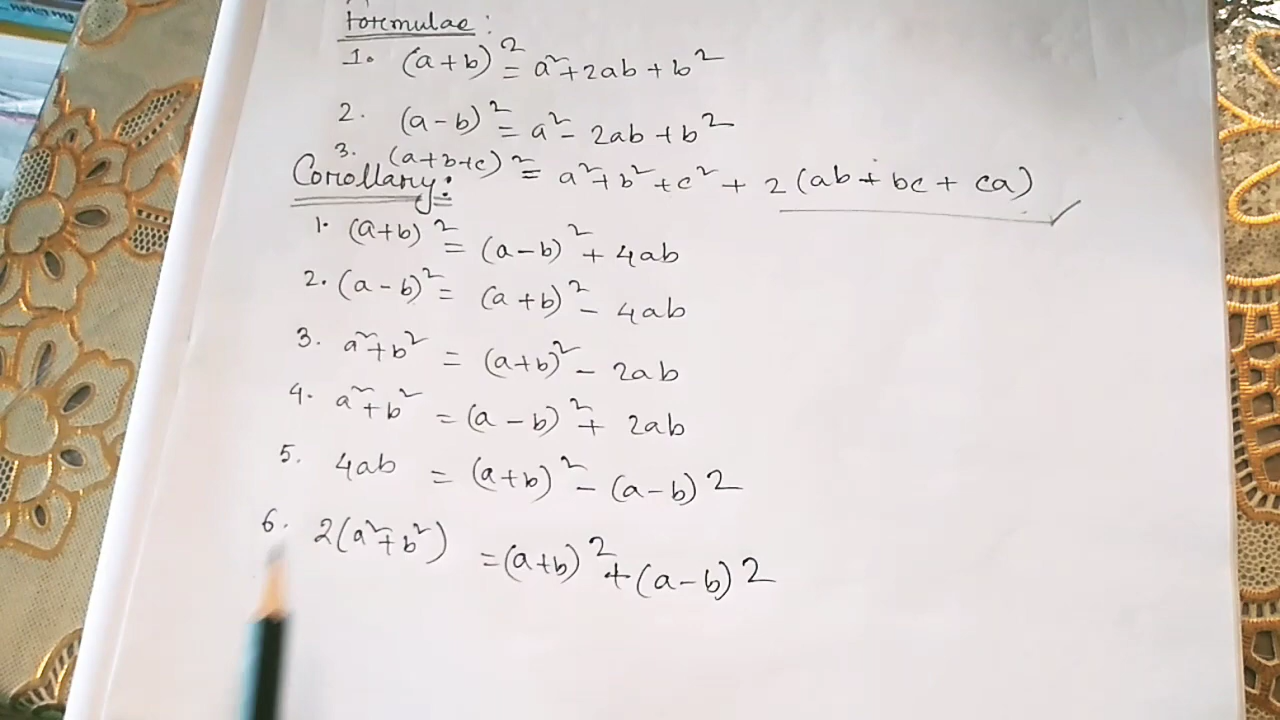 Formulae:
1. (a+b)² = a²+2ab+b²
2. (a-b)² = a²-2ab+b²
3. (a+b+c)² = a²+b²+c²+2(ab+bc+ca)
Corollary:
1. (a+b)² = (a-b)²+4ab
2. (a-b)² = (a+b)²-4ab
3. a²+b² = (a+b)²-2ab
4. a²+b² = (a-b)²+2ab
5. 4ab = (a+b)²-(a-b)²
6. 2(a²+b²) = (a+b)²+(a-b)²